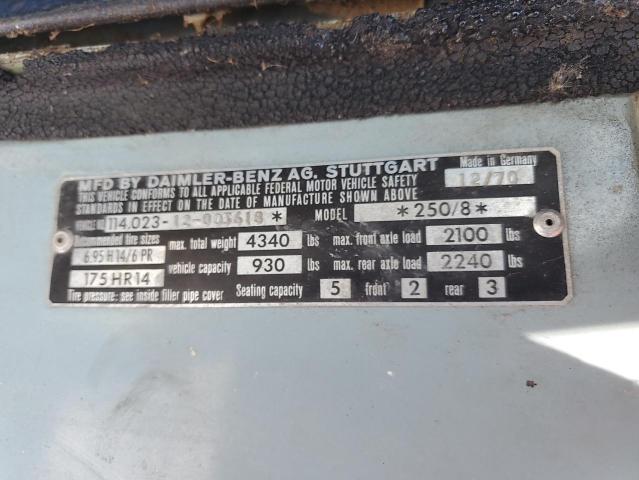 MFD BY DAIMLER-BENZ AG. STUTTGART
Made in Germany
THIS VEHICLE CONFORMS TO ALL APPLICABLE FEDERAL MOTOR VEHICLE SAFETY
12/70
STANDARDS IN EFFECT ON THE DATE OF MANUFACTURE SHOWN ABOVE
114.023-12- * MODEL *250/8*
Recommended tire sizes max. total weight 4340 lbs max. front axle load 2100 lbs
6.95 H 14/6 PR
vehicle capacity 930 lbs max. rear axle load 2240 lbs
175 HR 14
Tire pressure: see inside filler pipe cover Seating capacity 5 front 2 rear 3